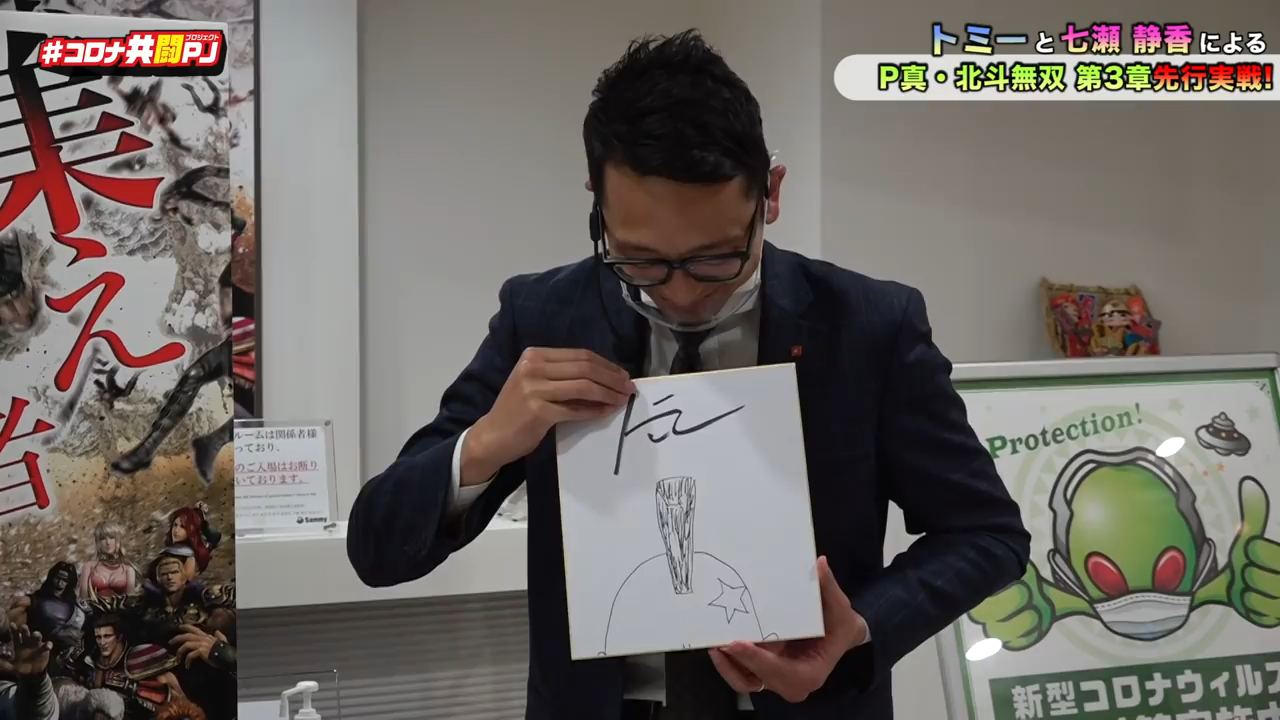 #コロナ共闘PJ
プロジェクト
トミーと七瀬 静香による
P真・北斗無双 第3章先行実戦!
集え
者
ルームは関係者様
っており、
のご入場はお断り
いております。
Sammy
Protection!
新型コロナウィルス